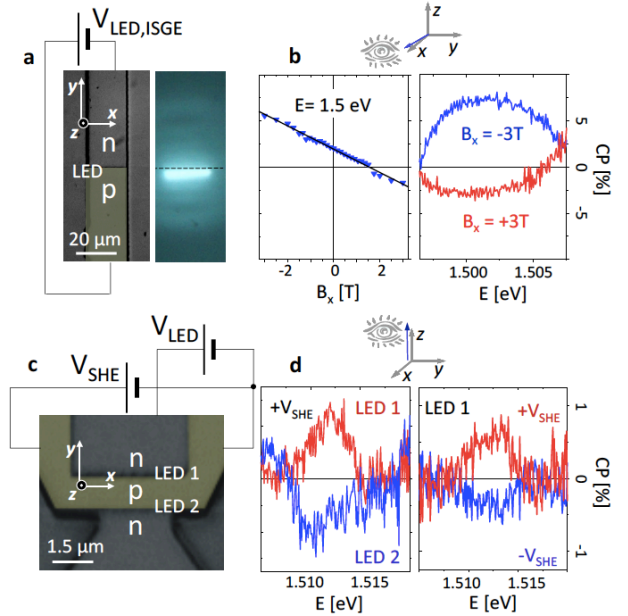 V_LED,ISGE
a
y
x
z
n
LED
p
20 μm
b
z
x
y
E= 1.5 eV
-2
0
2
B_x [T]
B_x = -3T
B_x = +3T
5
0
-5
CP [%]
1.500
1.505
E [eV]
V_LED
c
V_SHE
y
x
z
n
LED 1
p
LED 2
n
1.5 μm
d
z
x
y
+V_SHE
LED 1
LED 2
1.510
1.515
E [eV]
LED 1
+V_SHE
-V_SHE
1
0
-1
CP [%]
1.510
1.515
E [eV]